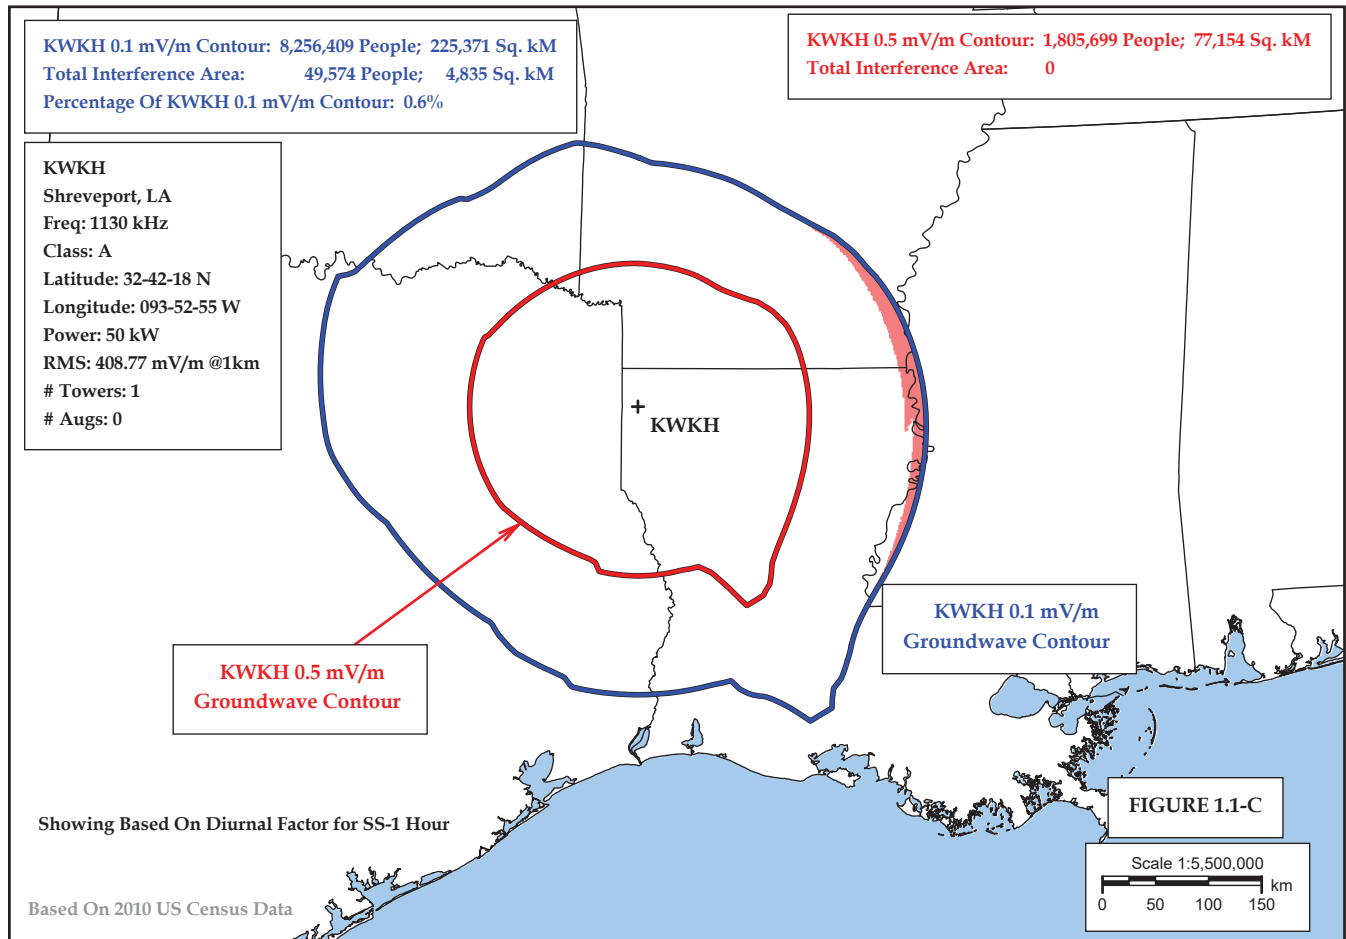 KWKH 0.1 mV/m Contour: 8,256,409 People; 225,371 Sq. kM
Total Interference Area: 49,574 People; 4,835 Sq. kM
Percentage Of KWKH 0.1 mV/m Contour: 0.6%
KWKH 0.5 mV/m Contour: 1,805,699 People; 77,154 Sq. kM
Total Interference Area: 0
KWKH
Shreveport, LA
Freq: 1130 kHz
Class: A
Latitude: 32-42-18 N
Longitude: 093-52-55 W
Power: 50 kW
RMS: 408.77 mV/m @1km
# Towers: 1
# Augs: 0
KWKH
KWKH 0.1 mV/m
Groundwave Contour
KWKH 0.5 mV/m
Groundwave Contour
FIGURE 1.1-C
Showing Based On Diurnal Factor for SS-1 Hour
Scale 1:5,500,000
km
0 50 100 150
Based On 2010 US Census Data